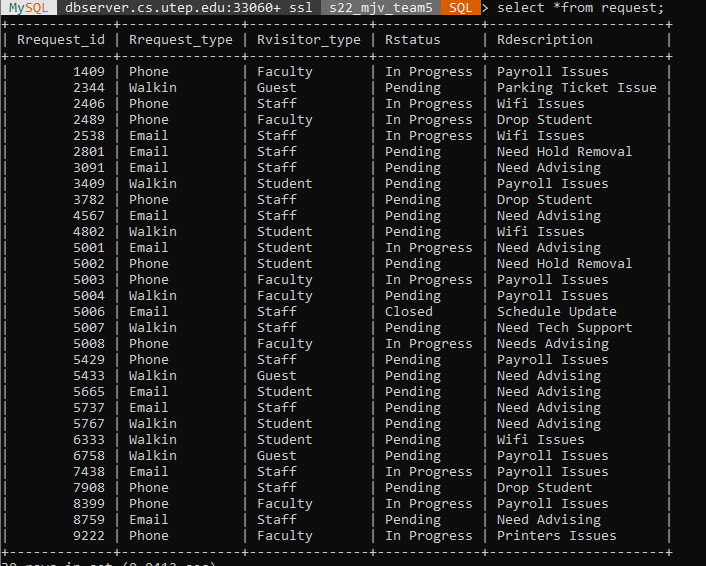 MySQL dbserver.cs.utep.edu:33060+ ssl s22_mjv_team5 SQL > select *from request;
| Rrequest_id | Rrequest_type | Rvisitor_type | Rstatus | Rdescription |
| 1409 | Phone | Faculty | In Progress | Payroll Issues |
| 2344 | Walkin | Guest | Pending | Parking Ticket Issue |
| 2406 | Phone | Staff | In Progress | Wifi Issues |
| 2489 | Phone | Faculty | In Progress | Drop Student |
| 2538 | Email | Staff | In Progress | Wifi Issues |
| 2801 | Email | Staff | Pending | Need Hold Removal |
| 3091 | Email | Staff | Pending | Need Advising |
| 3409 | Walkin | Student | Pending | Payroll Issues |
| 3782 | Phone | Staff | Pending | Drop Student |
| 4567 | Email | Staff | Pending | Need Advising |
| 4802 | Walkin | Student | Pending | Wifi Issues |
| 5001 | Email | Student | In Progress | Need Advising |
| 5002 | Phone | Student | Pending | Need Hold Removal |
| 5003 | Phone | Faculty | In Progress | Payroll Issues |
| 5004 | Walkin | Faculty | Pending | Payroll Issues |
| 5006 | Email | Staff | Closed | Schedule Update |
| 5007 | Walkin | Staff | Pending | Need Tech Support |
| 5008 | Phone | Faculty | In Progress | Needs Advising |
| 5429 | Phone | Staff | Pending | Payroll Issues |
| 5433 | Walkin | Guest | Pending | Need Advising |
| 5665 | Email | Student | Pending | Need Advising |
| 5737 | Email | Staff | Pending | Need Advising |
| 5767 | Walkin | Student | Pending | Need Advising |
| 6333 | Walkin | Student | Pending | Wifi Issues |
| 6758 | Walkin | Guest | Pending | Payroll Issues |
| 7438 | Email | Staff | In Progress | Payroll Issues |
| 7908 | Phone | Staff | Pending | Drop Student |
| 8399 | Phone | Faculty | In Progress | Payroll Issues |
| 8759 | Email | Staff | Pending | Need Advising |
| 9222 | Phone | Faculty | In Progress | Printers Issues |